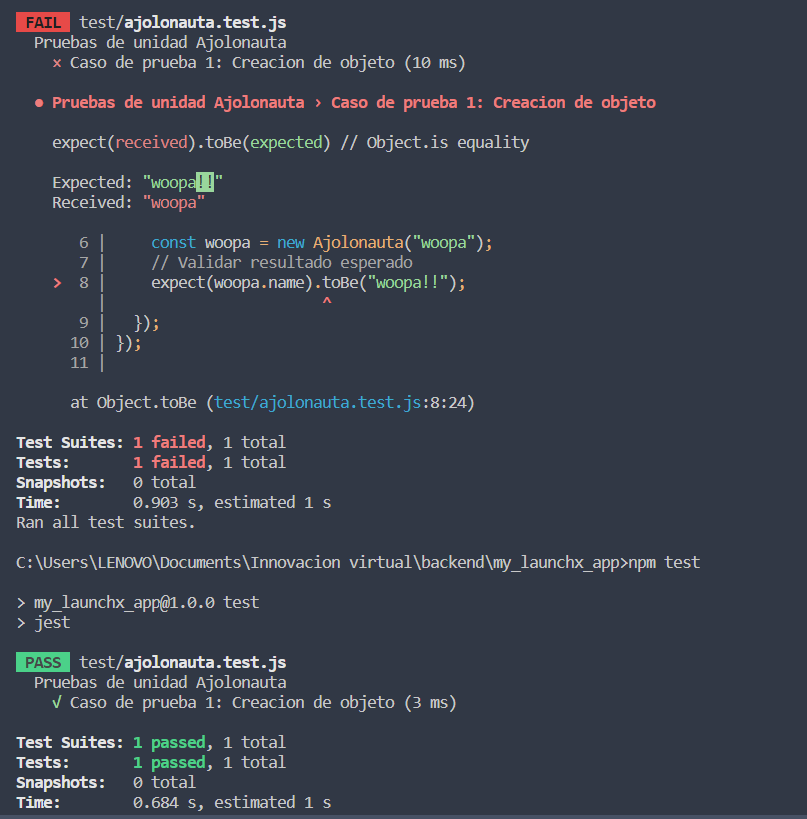 FAIL test/ajolonauta.test.js
Pruebas de unidad Ajolonauta
× Caso de prueba 1: Creacion de objeto (10 ms)
● Pruebas de unidad Ajolonauta › Caso de prueba 1: Creacion de objeto
expect(received).toBe(expected) // Object.is equality
Expected: "woopa!!"
Received: "woopa"
6 | const woopa = new Ajolonauta("woopa");
7 | // Validar resultado esperado
> 8 | expect(woopa.name).toBe("woopa!!");
| ^
9 | });
10 | });
11 |
at Object.toBe (test/ajolonauta.test.js:8:24)
Test Suites: 1 failed, 1 total
Tests: 1 failed, 1 total
Snapshots: 0 total
Time: 0.903 s, estimated 1 s
Ran all test suites.
C:\Users\LENOVO\Documents\Innovacion virtual\backend\my_launchx_app>npm test
> my_launchx_app@1.0.0 test
> jest
PASS test/ajolonauta.test.js
Pruebas de unidad Ajolonauta
√ Caso de prueba 1: Creacion de objeto (3 ms)
Test Suites: 1 passed, 1 total
Tests: 1 passed, 1 total
Snapshots: 0 total
Time: 0.684 s, estimated 1 s